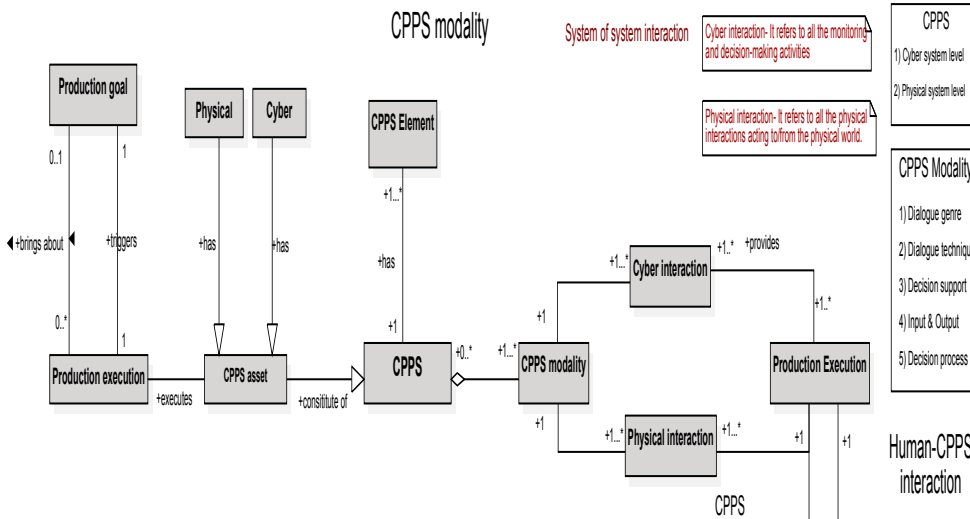 CPPS modality
System of system interaction
Cyber interaction- It refers to all the monitoring
and decision-making activities
Physical interaction- It refers to all the physical
interactions acting to/from the physical world.
CPPS
1) Cyber system level
2) Physical system level
CPPS Modality
1) Dialogue genre
2) Dialogue techniqu
3) Decision support
4) Input & Output
5) Decision process
Human-CPPS
interaction
Production goal
Physical
Cyber
CPPS Element
0..1
1
+1...*
+brings about
+triggers
+has
+has
+has
0..*
1
+1
Production execution
+executes
CPPS asset
+consititute of
CPPS
+0..*
+1...*
CPPS modality
+1
+1
+1...*
Cyber interaction
+1..*
+provides
+1..*
Production Execution
+1...*
Physical interaction
+1...*
+1
+1
CPPS